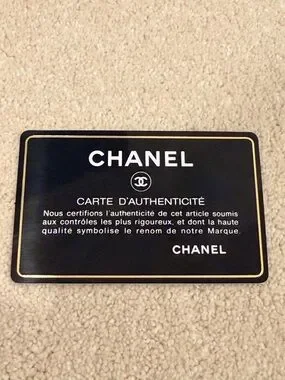 CHANEL
CARTE D'AUTHENTICITÉ
Nous certifions l'authenticité de cet article soumis
aux contrôles les plus rigoureux, et dont la haute
qualité symbolise le renom de notre Marque.
CHANEL